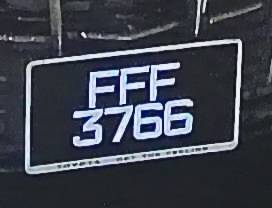 FFF
3766
TOYOTA GET THE FEELING